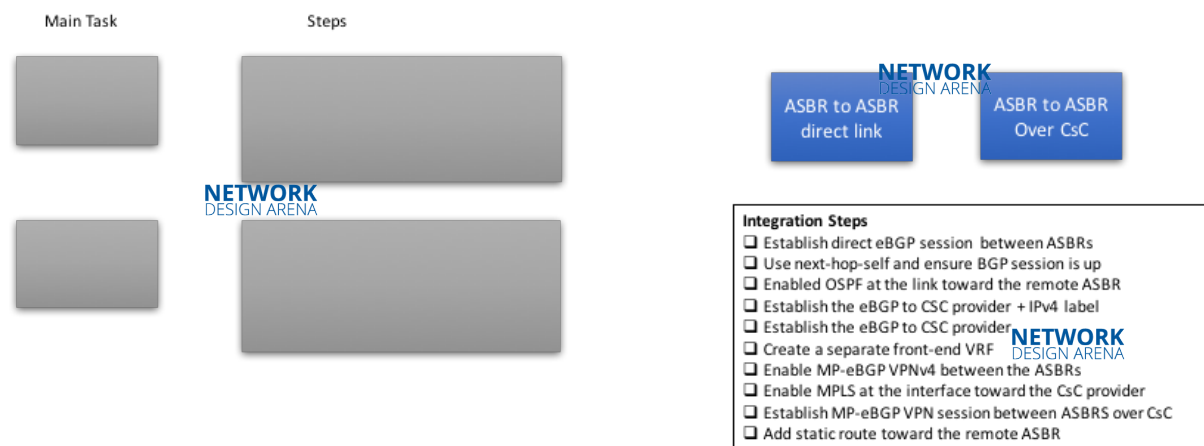 Main Task
Steps
NETWORK
DESIGN ARENA
ASBR to ASBR
direct link
ASBR to ASBR
Over CsC
NETWORK
DESIGN ARENA
Integration Steps
❑ Establish direct eBGP session between ASBRs
❑ Use next-hop-self and ensure BGP session is up
❑ Enabled OSPF at the link toward the remote ASBR
❑ Establish the eBGP to CSC provider + IPv4 label
❑ Establish the eBGP to CSC provider
❑ Create a separate front-end VRF
❑ Enable MP-eBGP VPNv4 between the ASBRs
❑ Enable MPLS at the interface toward the CsC provider
❑ Establish MP-eBGP VPN session between ASBRS over CsC
❑ Add static route toward the remote ASBR
NETWORK
DESIGN ARENA